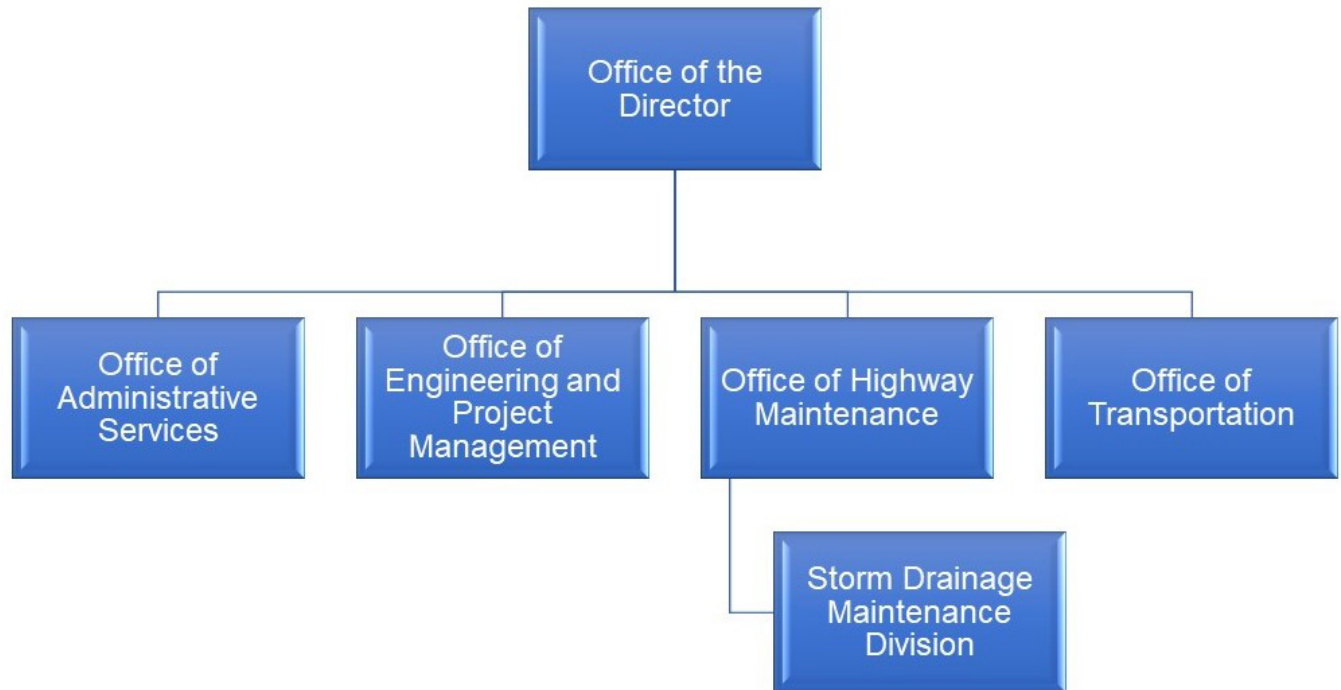 Office of the
Director
Office of
Administrative
Services
Office of
Engineering and
Project
Management
Office of Highway
Maintenance
Office of
Transportation
Storm Drainage
Maintenance
Division